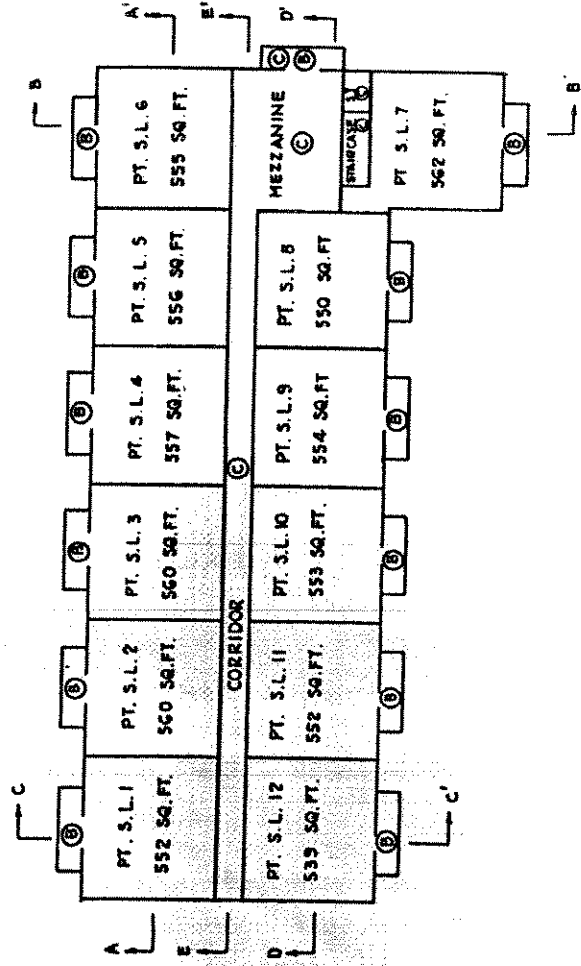 A'
E'
D'
B
B
B
B
B
B
B
C
C
PT. S.L. 1
552 SQ.FT.
PT. S.L. 2
560 SQ.FT.
PT. S.L. 3
560 SQ.FT.
PT. S.L. 4
557 SQ.FT.
PT. S.L. 5
556 SQ.FT.
PT. S.L. 6
555 SQ.FT.
CORRIDOR
C
MEZZANINE
C
C
B
STAIRCASE
PT. S.L. 12
539 SQ.FT.
PT. S.L. 11
552 SQ.FT.
PT. S.L. 10
553 SQ.FT.
PT. S.L. 9
554 SQ.FT.
PT. S.L. 8
550 SQ.FT.
PT S.L. 7
562 SQ.FT.
B
B
B
B
B
B
C'
B'
A
E
D